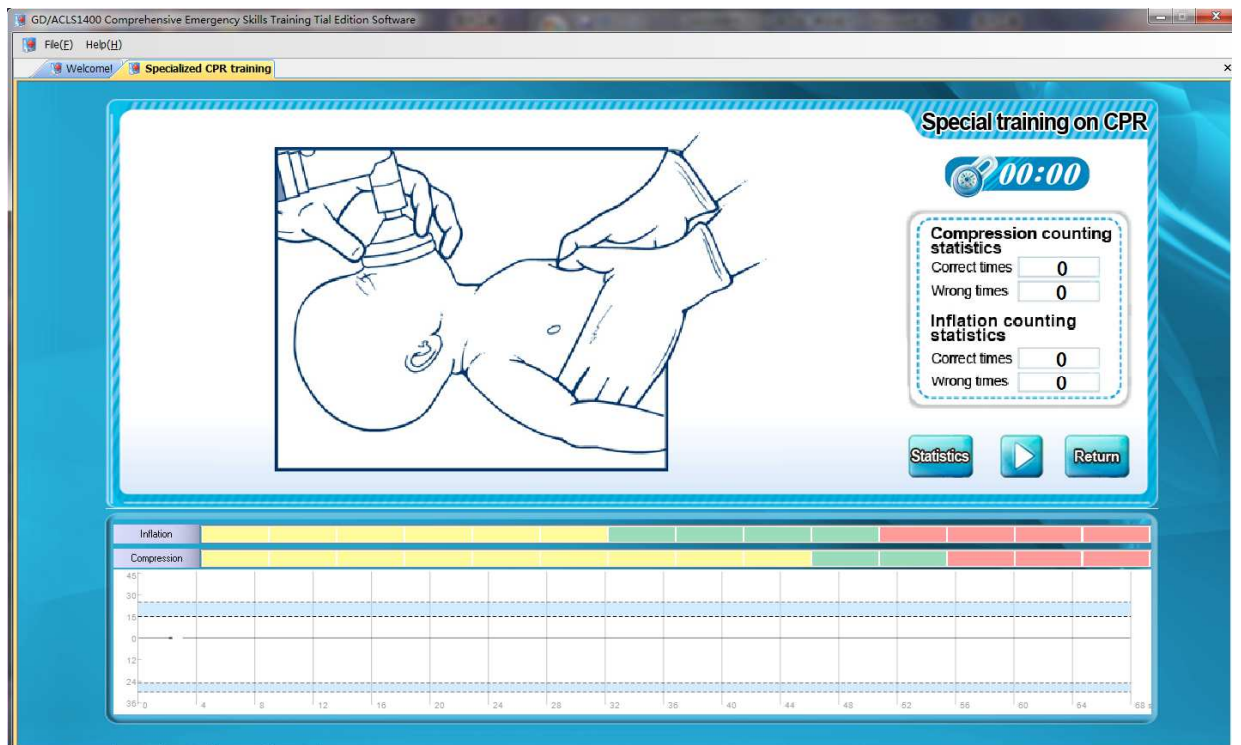 GD/ACLS1400 Comprehensive Emergency Skills Training Tial Edition Software
File(F) Help(H)
Welcome! Specialized CPR training
Special training on CPR
00:00
Compression counting
statistics
Correct times 0
Wrong times 0
Inflation counting
statistics
Correct times 0
Wrong times 0
Statistics Return
Inflation
Compression
45
30
15
0
12
24
36 0 4 8 12 16 20 24 28 32 36 40 44 48 52 56 60 64 68 s